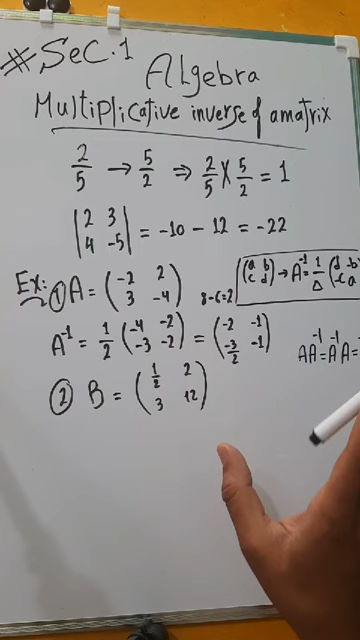 #Sec.1
Algebra
Multiplicative inverse of a matrix
2/5 → 5/2 ⇒ 2/5 × 5/2 = 1
|2 3; 4 -5| = -10 - 12 = -22
Ex: ① A = (-2 2; 3 -4) 8-6=2 (a b; c d) → A⁻¹ = 1/Δ (d -b; -c a
A⁻¹ = 1/2 (-4 -2; -3 -2) = (-2 -1; -3/2 -1) AA⁻¹ = A⁻¹A =
② B = (1/2 2; 3 12)